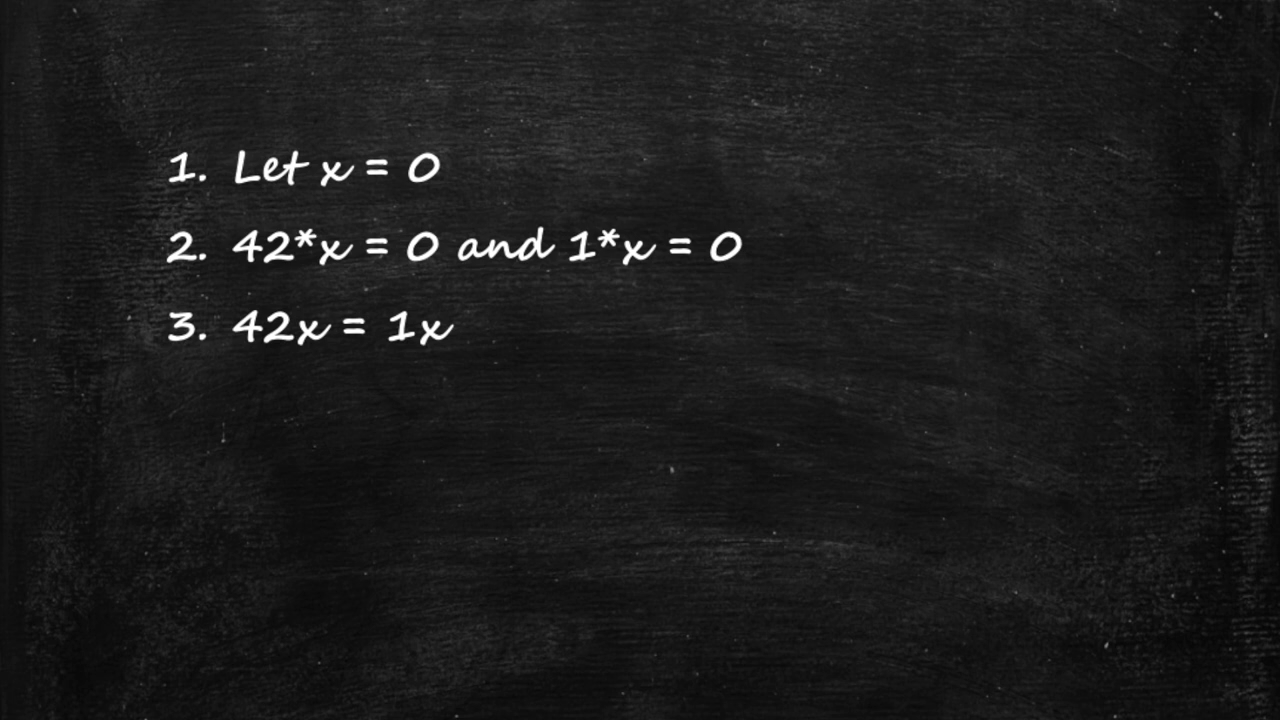 1. Let x = 0
2. 42*x = 0 and 1*x = 0
3. 42x = 1x